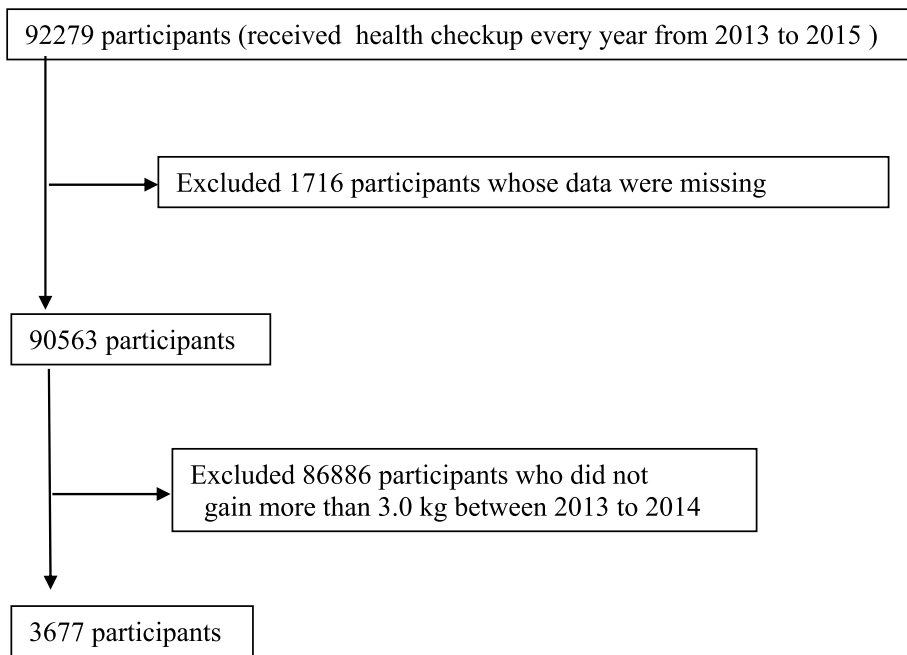 92279 participants (received health checkup every year from 2013 to 2015 )
Excluded 1716 participants whose data were missing
90563 participants
Excluded 86886 participants who did not
gain more than 3.0 kg between 2013 to 2014
3677 participants